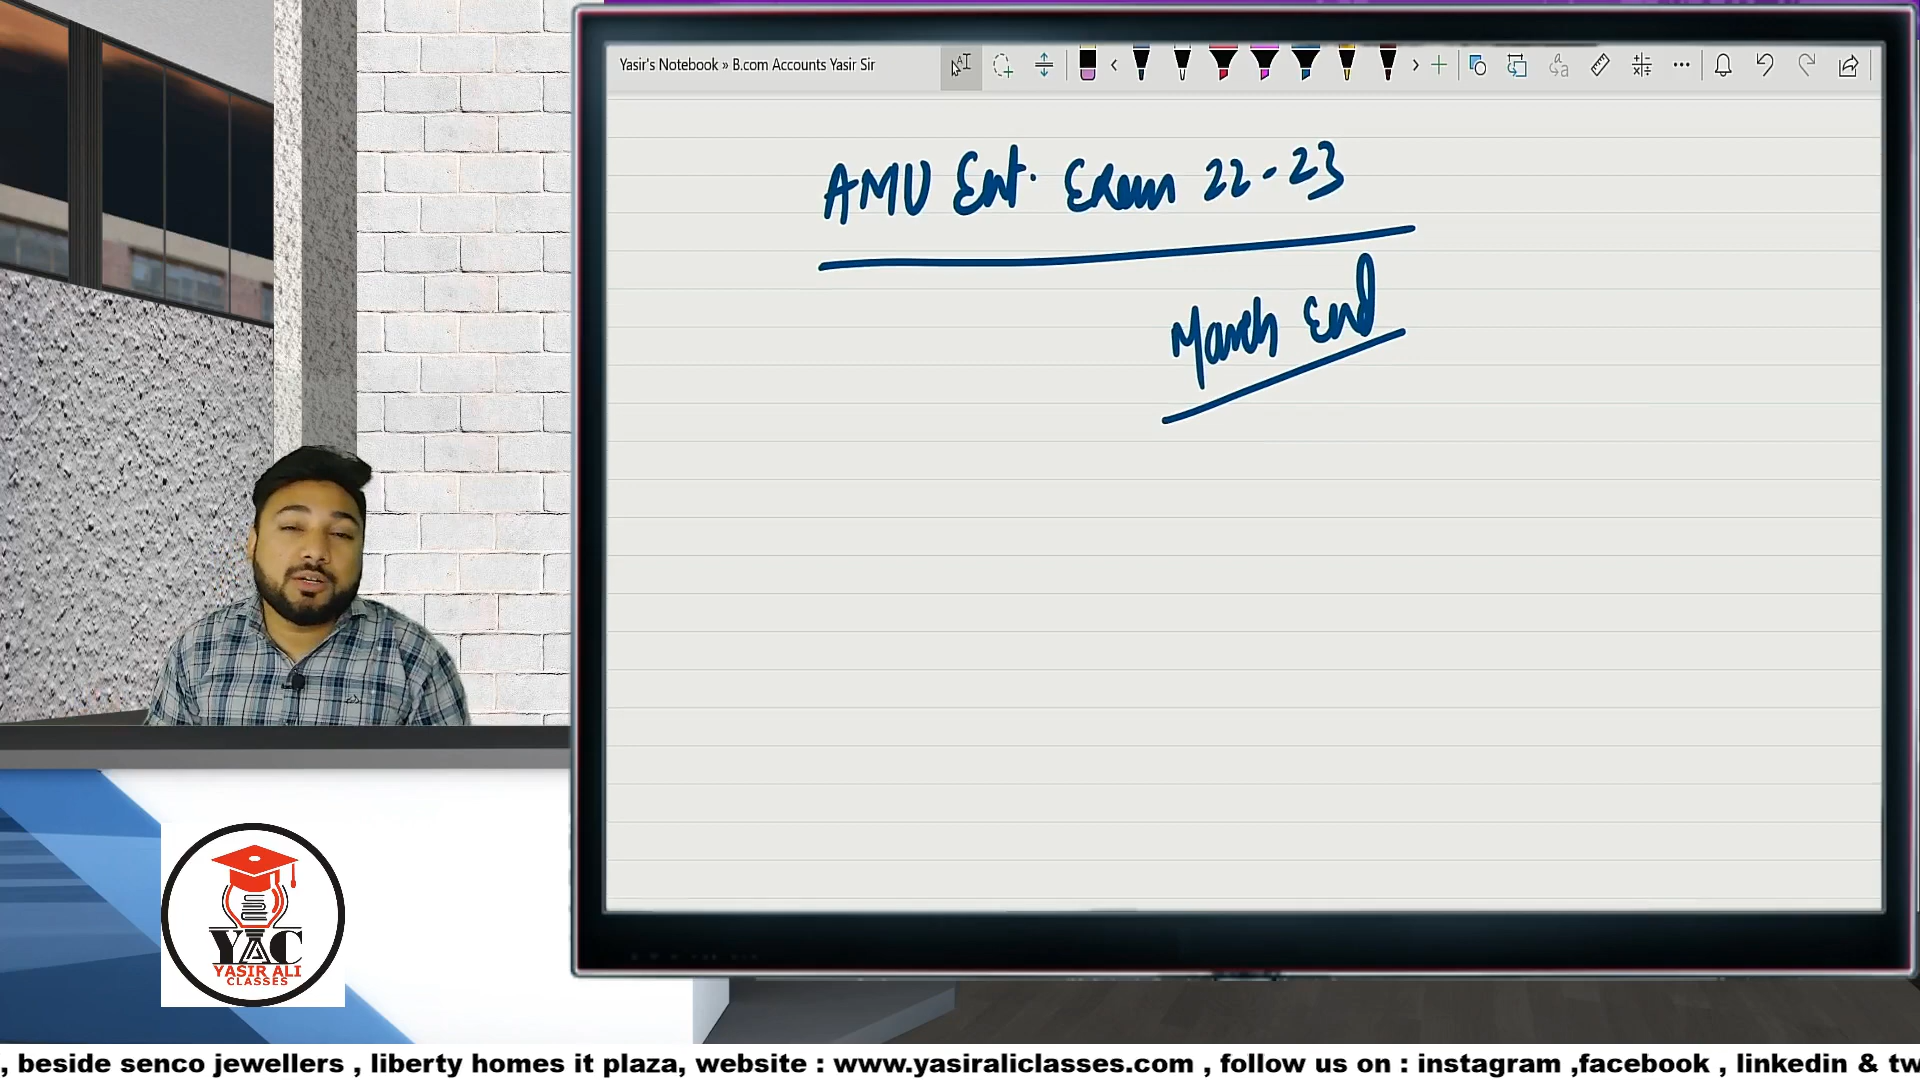 Yasir's Notebook » B.com Accounts Yasir Sir
AMU Ent. Exam 22-23
March End
YAC
YASIR ALI
CLASSES
, beside senco jewellers , liberty homes it plaza, website : www.yasiraliclasses.com , follow us on : instagram ,facebook , linkedin & tw